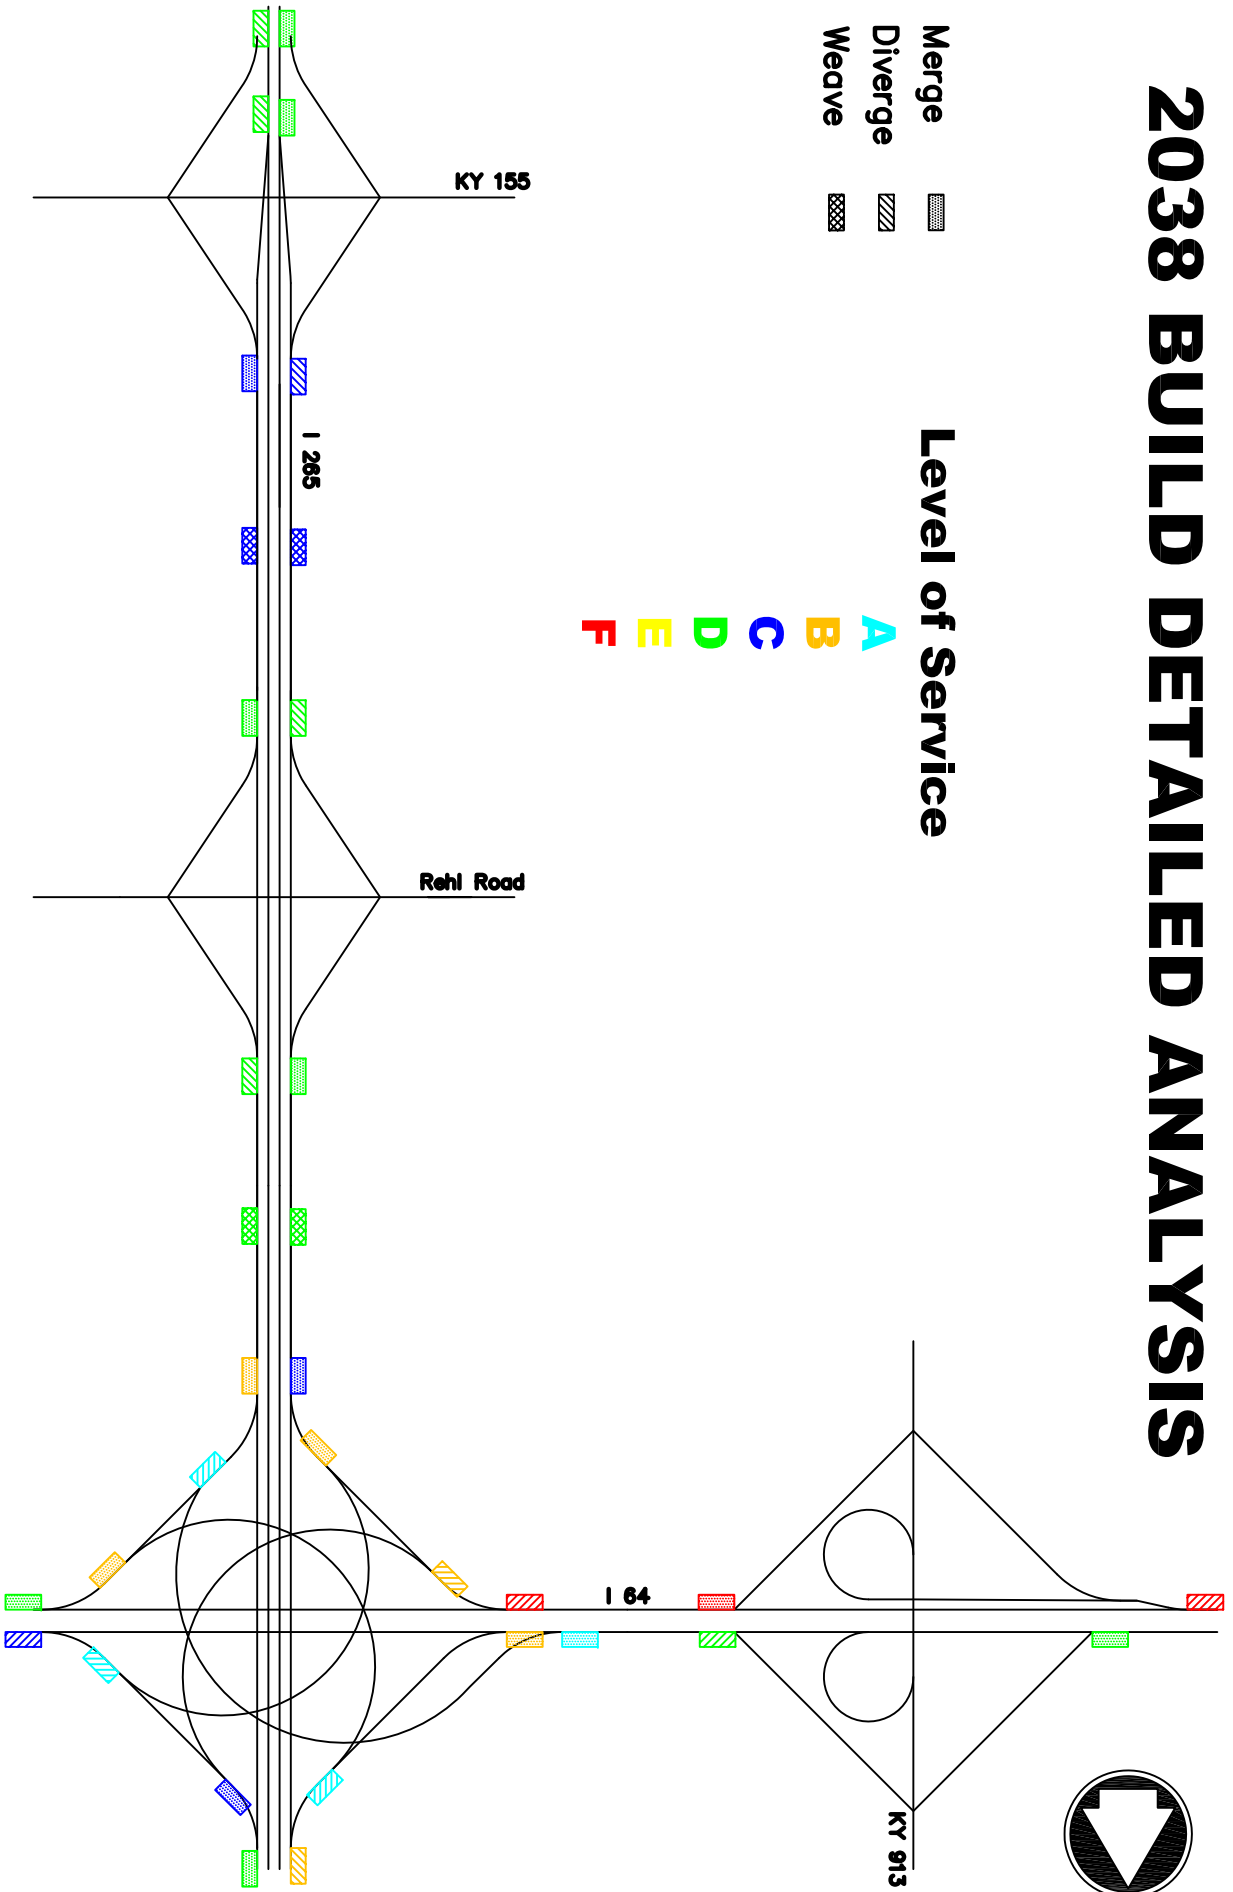 2038 BUILD DETAILED ANALYSIS
Merge
Diverge
Weave
Level of Service
A
B
C
D
E
F
KY 155
I 265
Rehl Road
I 64
KY 913